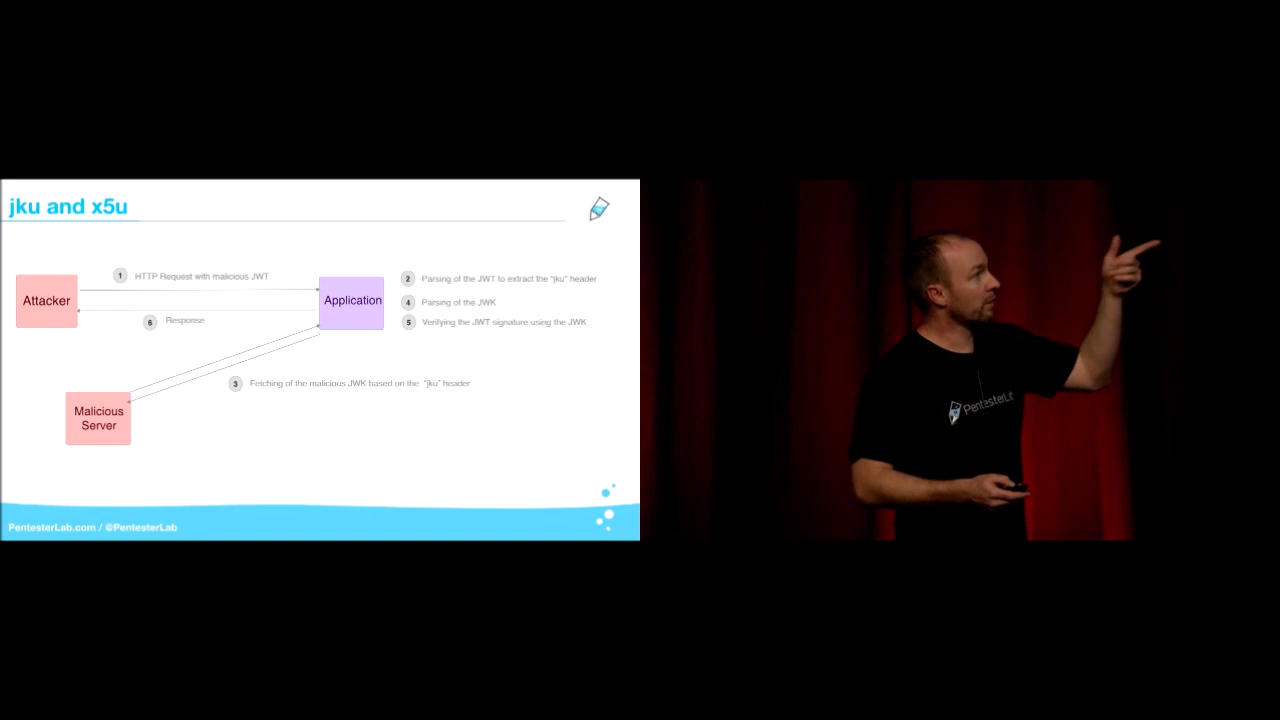 jku and x5u
1 HTTP Request with malicious JWT
2 Parsing of the JWT to extract the "jku" header
Attacker
Application
4 Parsing of the JWK
6 Response
5 Verifying the JWT signature using the JWK
3 Fetching of the malicious JWK based on the "jku" header
Malicious
Server
PentesterLab.com / @PentesterLab
PentesterLab